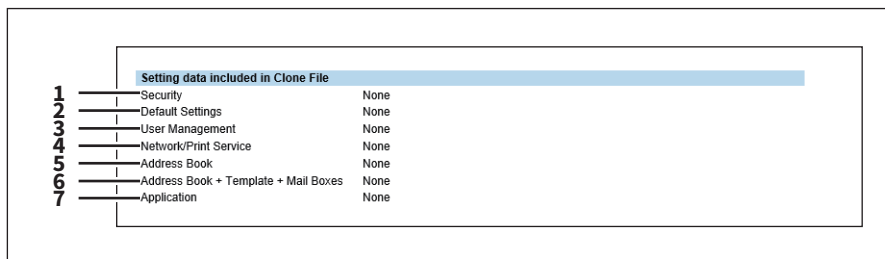 Setting data included in Clone File
1 Security None
2 Default Settings None
3 User Management None
4 Network/Print Service None
5 Address Book None
6 Address Book + Template + Mail Boxes None
7 Application None